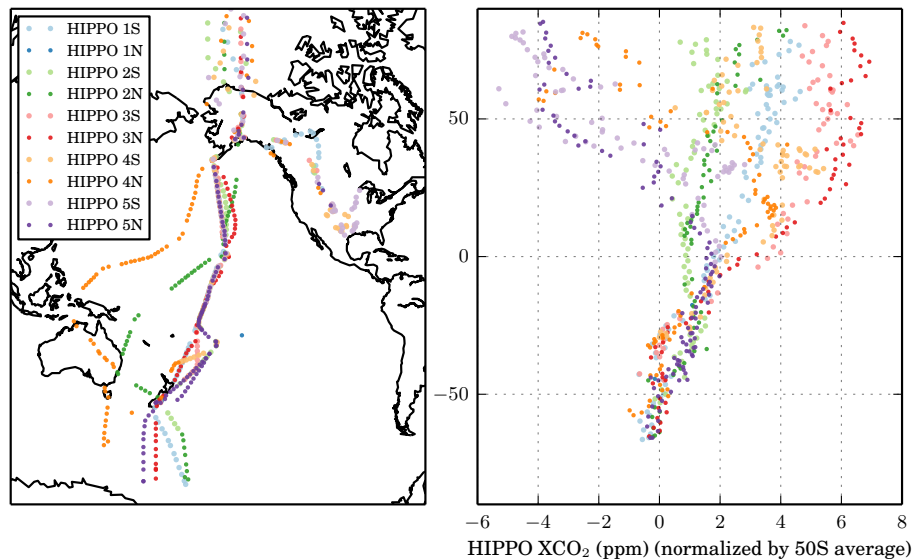 HIPPO 1S
HIPPO 1N
HIPPO 2S
HIPPO 2N
HIPPO 3S
HIPPO 3N
HIPPO 4S
HIPPO 4N
HIPPO 5S
HIPPO 5N
50
0
−50
−6 −4 −2 0 2 4 6 8
HIPPO XCO₂ (ppm) (normalized by 50S average)